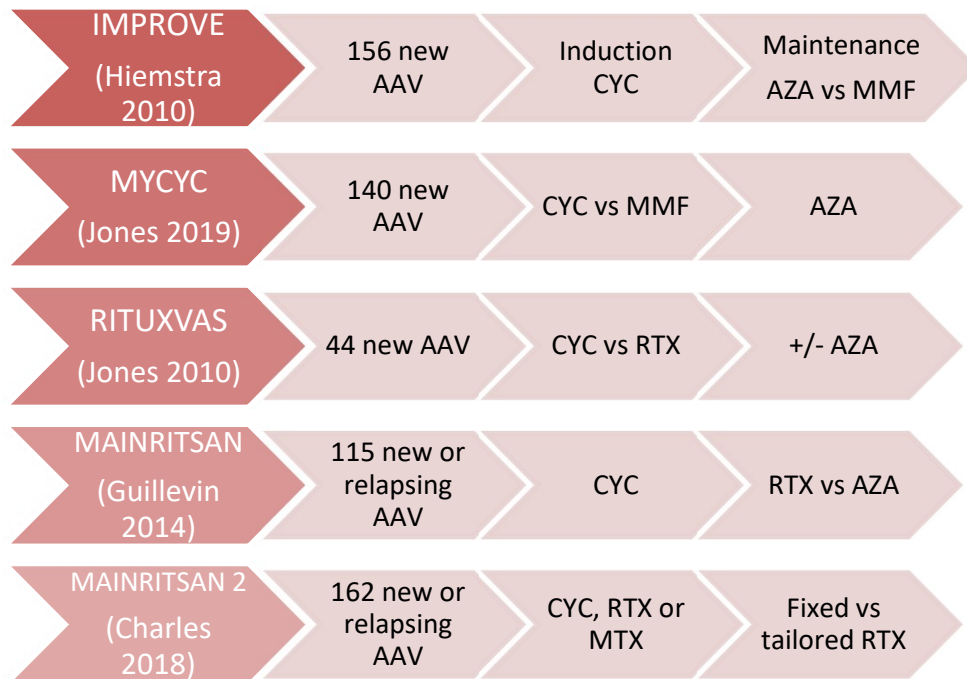 IMPROVE
(Hiemstra
2010)
156 new
AAV
Induction
CYC
Maintenance
AZA vs MMF
MYCYC
(Jones 2019)
140 new
AAV
CYC vs MMF
AZA
RITUXVAS
(Jones 2010)
44 new AAV
CYC vs RTX
+/- AZA
MAINRITSAN
(Guillevin
2014)
115 new or
relapsing
AAV
CYC
RTX vs AZA
MAINRITSAN 2
(Charles
2018)
162 new or
relapsing
AAV
CYC, RTX or
MTX
Fixed vs
tailored RTX